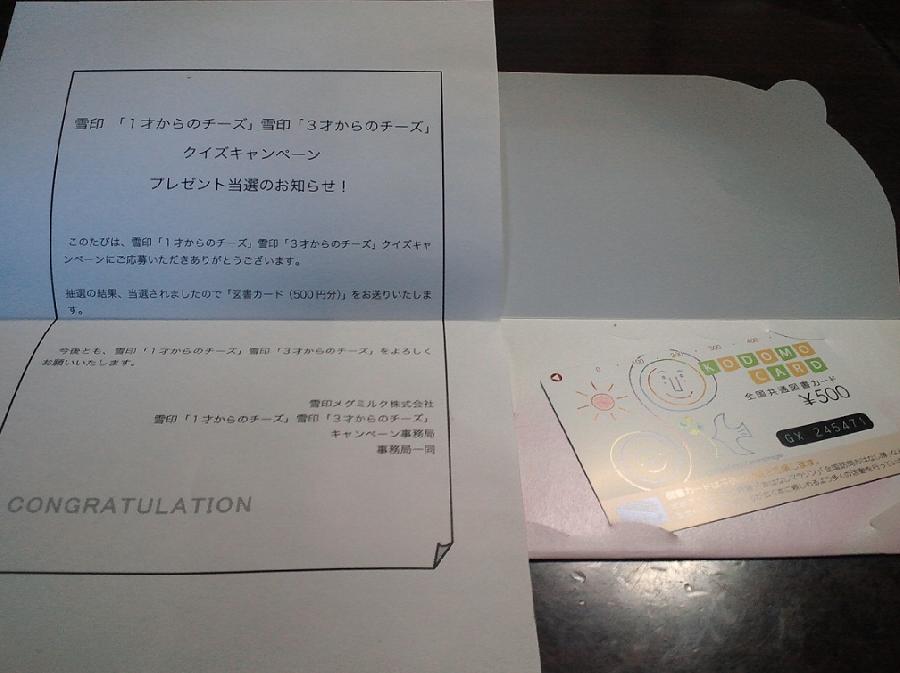 雪印 「1才からのチーズ」雪印「3才からのチーズ」
クイズキャンペーン
プレゼント当選のお知らせ！
このたびは、雪印「1才からのチーズ」雪印「3才からのチーズ」クイズキャ
ンペーンにご応募いただきありがとうございます。
抽選の結果、当選されましたので「図書カード（500円分）」をお送りいたしま
す。
今後とも、雪印「1才からのチーズ」雪印「3才からのチーズ」をよろしく
お願いいたします。
雪印メグミルク株式会社
雪印「1才からのチーズ」雪印「3才からのチーズ」
キャンペーン事務局
事務局一同
CONGRATULATION
0 300 400
KODOMO
CARD
全国共通図書カード
¥500
GX 245471
図書カードは